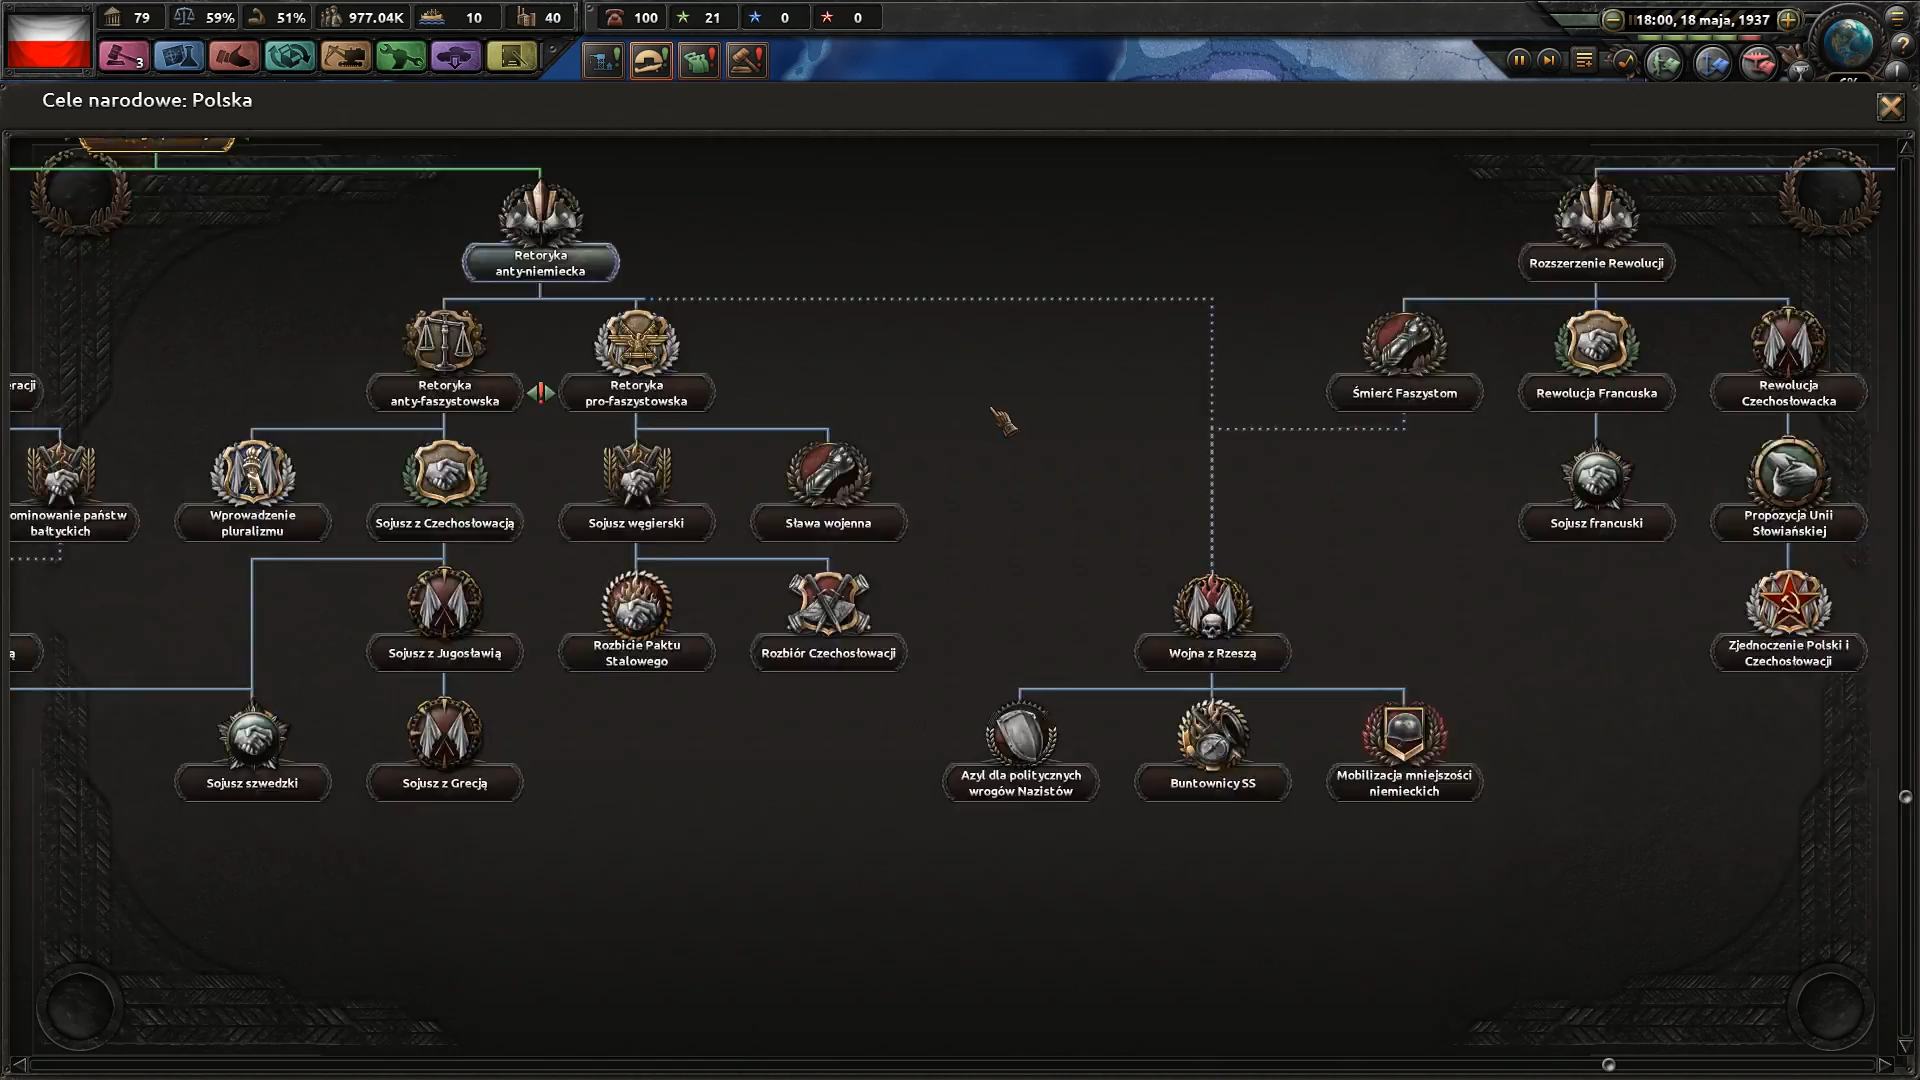 79 59% 51% 977.04K 10 40 100 21 0 0
18:00, 18 maja, 1937
3
Cele narodowe: Polska
Retoryka
anty-niemiecka
Rozszerzenie Rewolucji
eracji
Retoryka
anty-faszystowska
Retoryka
pro-faszystowska
Śmierć Faszystom
Rewolucja Francuska
Rewolucja
Czechosłowacka
ominowanie państw
bałtyckich
Wprowadzenie
pluralizmu
Sojusz z Czechosłowacją
Sojusz węgierski
Sława wojenna
Sojusz francuski
Propozycja Unii
Słowiańskiej
ą
Sojusz z Jugosławią
Rozbicie Paktu
Stalowego
Rozbiór Czechosłowacji
Wojna z Rzeszą
Zjednoczenie Polski i
Czechosłowacji
Sojusz szwedzki
Sojusz z Grecją
Azyl dla politycznych
wrogów Nazistów
Buntownicy SS
Mobilizacja mniejszości
niemieckich